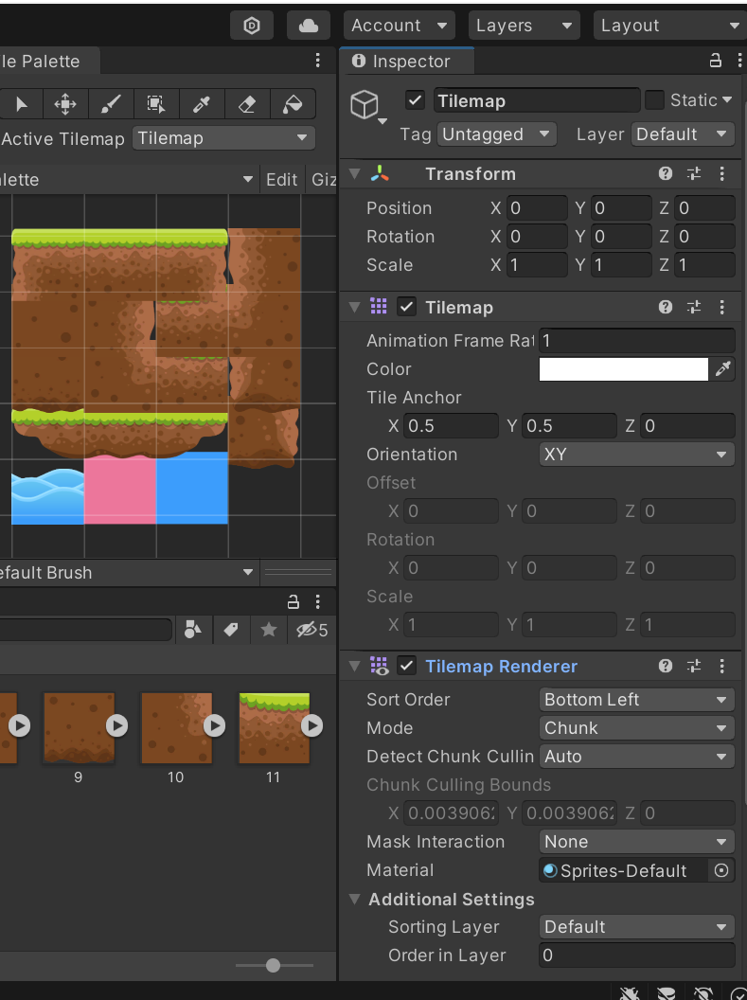 Account Layers Layout
le Palette
Inspector
Tilemap Static
Tag Untagged Layer Default
Active Tilemap Tilemap
lette Edit Giz
Transform
Position X 0 Y 0 Z 0
Rotation X 0 Y 0 Z 0
Scale X 1 Y 1 Z 1
Tilemap
Animation Frame Rat 1
Color
Tile Anchor
X 0.5 Y 0.5 Z 0
Orientation XY
Offset
X 0 Y 0 Z 0
Rotation
X 0 Y 0 Z 0
Scale
X 1 Y 1 Z 1
efault Brush
5
9 10 11
Tilemap Renderer
Sort Order Bottom Left
Mode Chunk
Detect Chunk Cullin Auto
Chunk Culling Bounds
X 0.003906 Y 0.003906 Z 0
Mask Interaction None
Material Sprites-Default
Additional Settings
Sorting Layer Default
Order in Layer 0